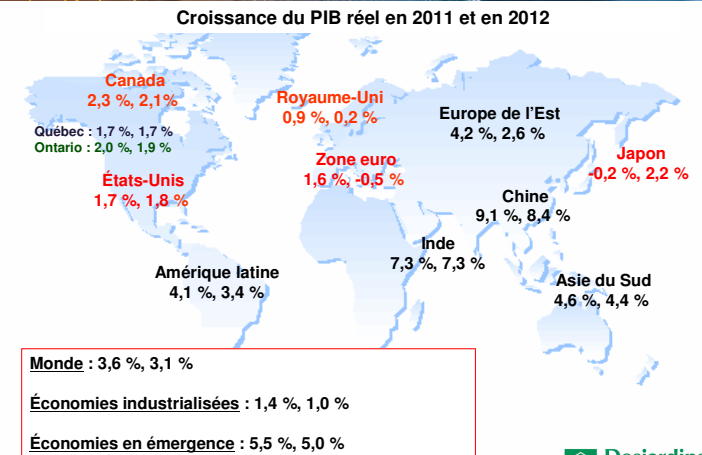 Croissance du PIB réel en 2011 et en 2012
Canada
2,3 %, 2,1%
Québec : 1,7 %, 1,7 %
Ontario : 2,0 %, 1,9 %
États-Unis
1,7 %, 1,8 %
Royaume-Uni
0,9 %, 0,2 %
Zone euro
1,6 %, -0,5 %
Europe de l'Est
4,2 %, 2,6 %
Japon
-0,2 %, 2,2 %
Chine
9,1 %, 8,4 %
Inde
7,3 %, 7,3 %
Amérique latine
4,1 %, 3,4 %
Asie du Sud
4,6 %, 4,4 %
Monde : 3,6 %, 3,1 %
Économies industrialisées : 1,4 %, 1,0 %
Économies en émergence : 5,5 %, 5,0 %